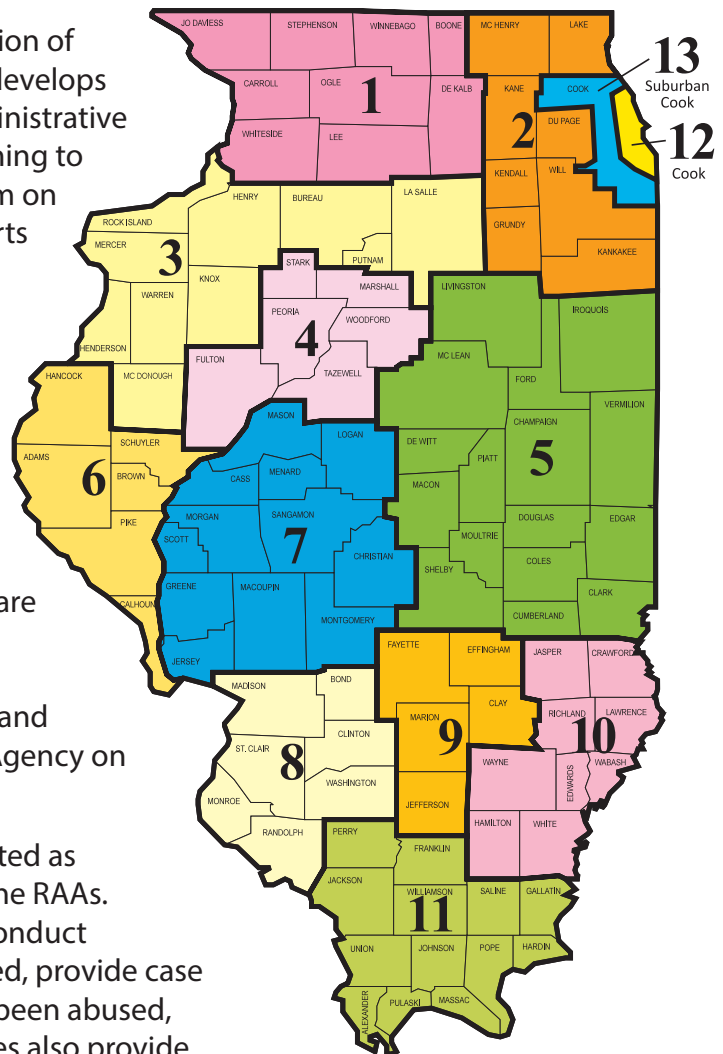 ion of
develops
ministrative
ning to
m on
rts
are
and
Agency on
ted as
he RAAs.
onduct
ed, provide case
been abused,
es also provide
JO DAVIESS
STEPHENSON
WINNEBAGO
BOONE
MC HENRY
LAKE
CARROLL
OGLE
1
DE KALB
KANE
COOK
13
Suburban
Cook
WHITESIDE
LEE
2
DU PAGE
12
Cook
KENDALL
WILL
HENRY
BUREAU
LA SALLE
GRUNDY
ROCK ISLAND
KANKAKEE
MERCER
3
PUTNAM
STARK
KNOX
MARSHALL
LIVINGSTON
WARREN
PEORIA
WOODFORD
IROQUOIS
4
HENDERSON
FULTON
MC LEAN
HANCOCK
MC DONOUGH
TAZEWELL
FORD
MASON
VERMILION
LOGAN
CHAMPAIGN
SCHUYLER
DE WITT
ADAMS
6
BROWN
CASS
MENARD
PIATT
5
MACON
PIKE
MORGAN
SANGAMON
DOUGLAS
EDGAR
SCOTT
7
MOULTRIE
CHRISTIAN
SHELBY
COLES
GREENE
MACOUPIN
CLARK
CALHOUN
MONTGOMERY
CUMBERLAND
FAYETTE
EFFINGHAM
JASPER
CRAWFORD
JERSEY
BOND
MADISON
CLAY
RICHLAND
LAWRENCE
MARION
CLINTON
9
10
ST. CLAIR
8
WAYNE
EDWARDS
WABASH
WASHINGTON
MONROE
JEFFERSON
RANDOLPH
HAMILTON
WHITE
PERRY
FRANKLIN
JACKSON
WILLIAMSON
SALINE
GALLATIN
11
UNION
JOHNSON
POPE
HARDIN
ALEXANDER
PULASKI
MASSAC